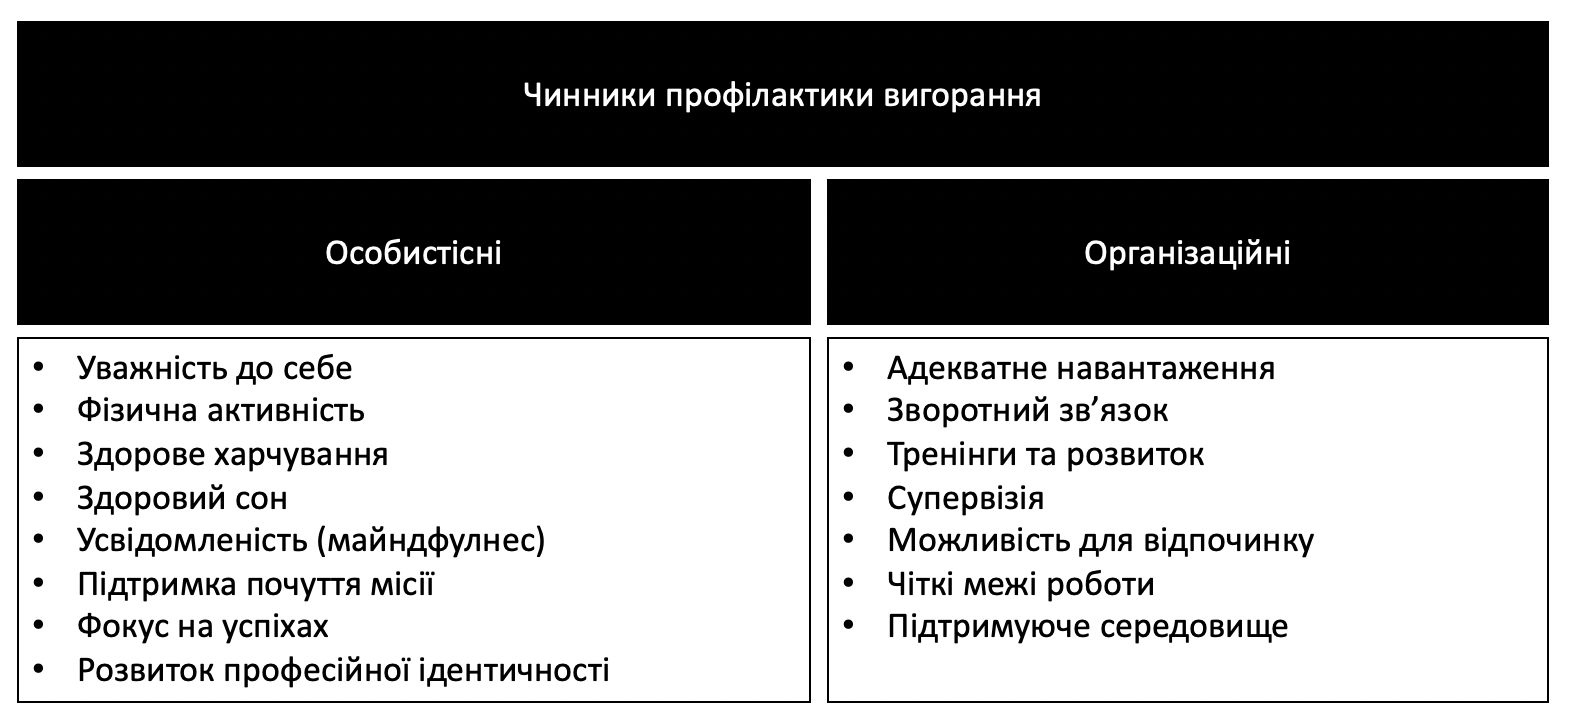 Чинники профілактики вигорання
Особистісні
Організаційні
• Уважність до себе
• Фізична активність
• Здорове харчування
• Здоровий сон
• Усвідомленість (майндфулнес)
• Підтримка почуття місії
• Фокус на успіхах
• Розвиток професійної ідентичності
• Адекватне навантаження
• Зворотний зв’язок
• Тренінги та розвиток
• Супервізія
• Можливість для відпочинку
• Чіткі межі роботи
• Підтримуюче середовище